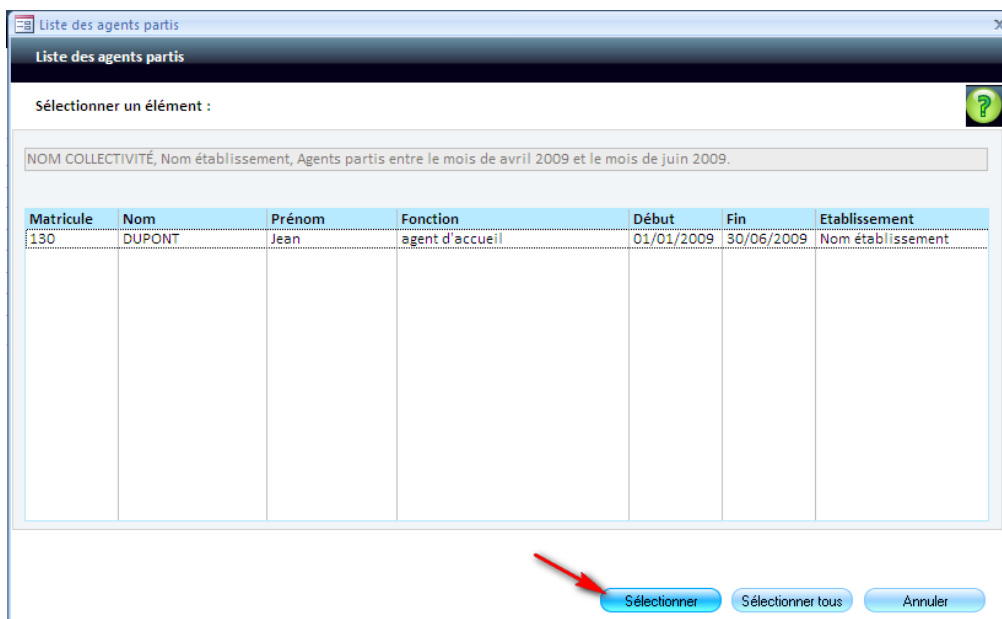 Liste des agents partis
Liste des agents partis
Sélectionner un élément :
NOM COLLECTIVITÉ, Nom établissement, Agents partis entre le mois de avril 2009 et le mois de juin 2009.
Matricule Nom Prénom Fonction Début Fin Etablissement
130 DUPONT Jean agent d'accueil 01/01/2009 30/06/2009 Nom établissement
Sélectionner Sélectionner tous Annuler